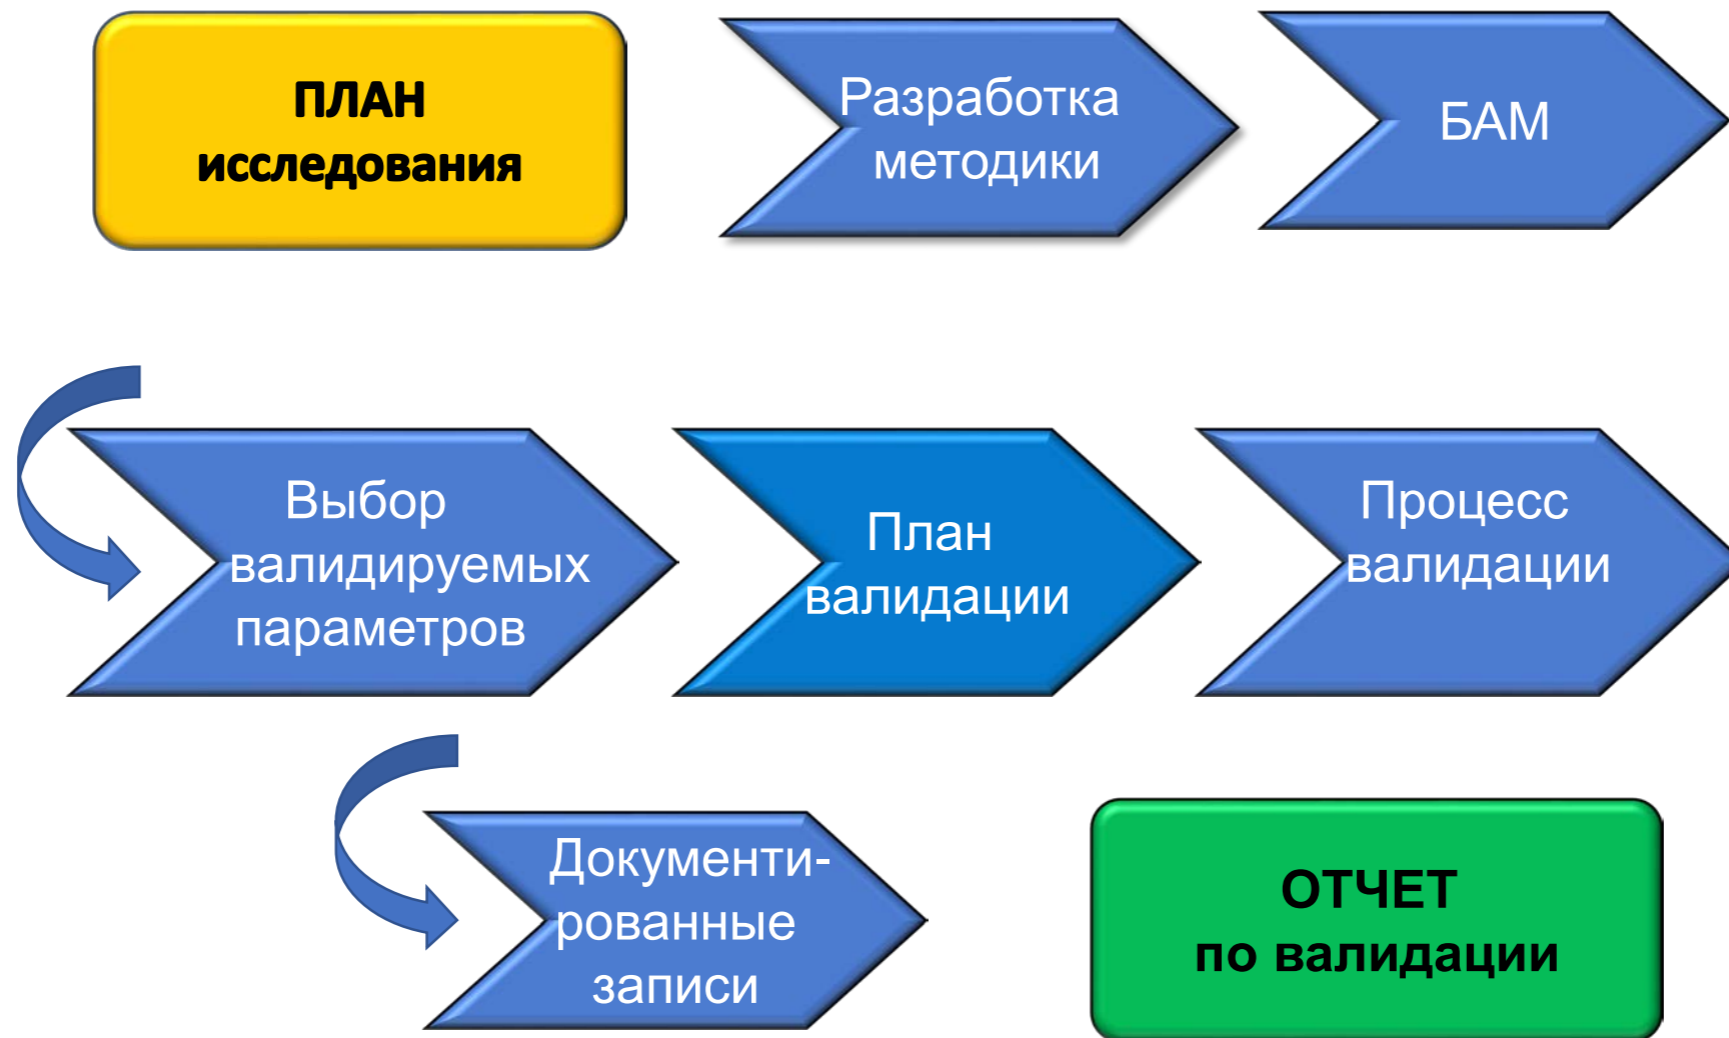 ПЛАН
исследования
Разработка
методики
БАМ
Выбор
валидируемых
параметров
План
валидации
Процесс
валидации
Документи-
рованные
записи
ОТЧЕТ
по валидации